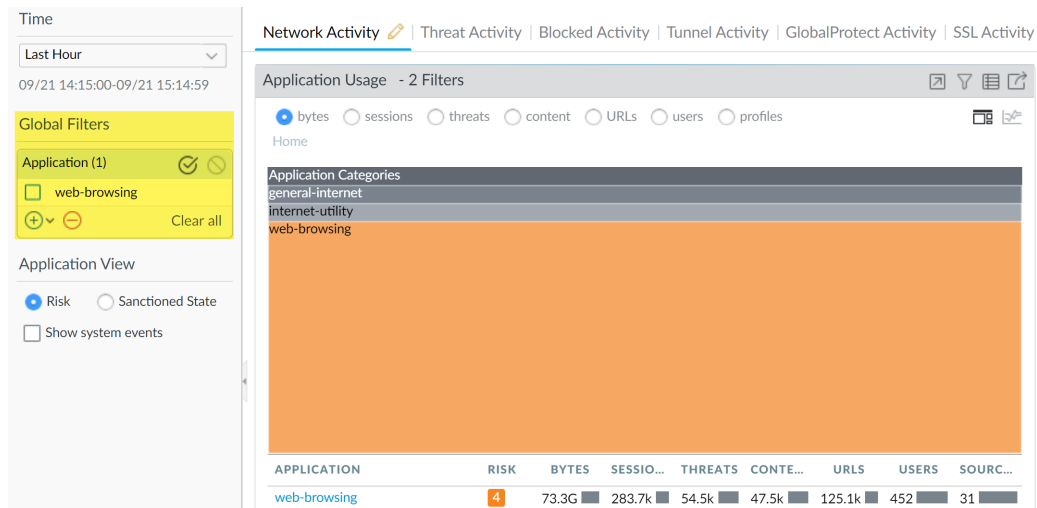 Time
Last Hour
09/21 14:15:00-09/21 15:14:59
Global Filters
Application (1)
web-browsing
Clear all
Application View
Risk Sanctioned State
Show system events
Network Activity Threat Activity Blocked Activity Tunnel Activity GlobalProtect Activity SSL Activity
Application Usage - 2 Filters
bytes sessions threats content URLs users profiles
Home
Application Categories
general-internet
internet-utility
web-browsing
APPLICATION RISK BYTES SESSIO... THREATS CONTE... URLS USERS SOURC...
web-browsing 4 73.3G 283.7k 54.5k 47.5k 125.1k 452 31